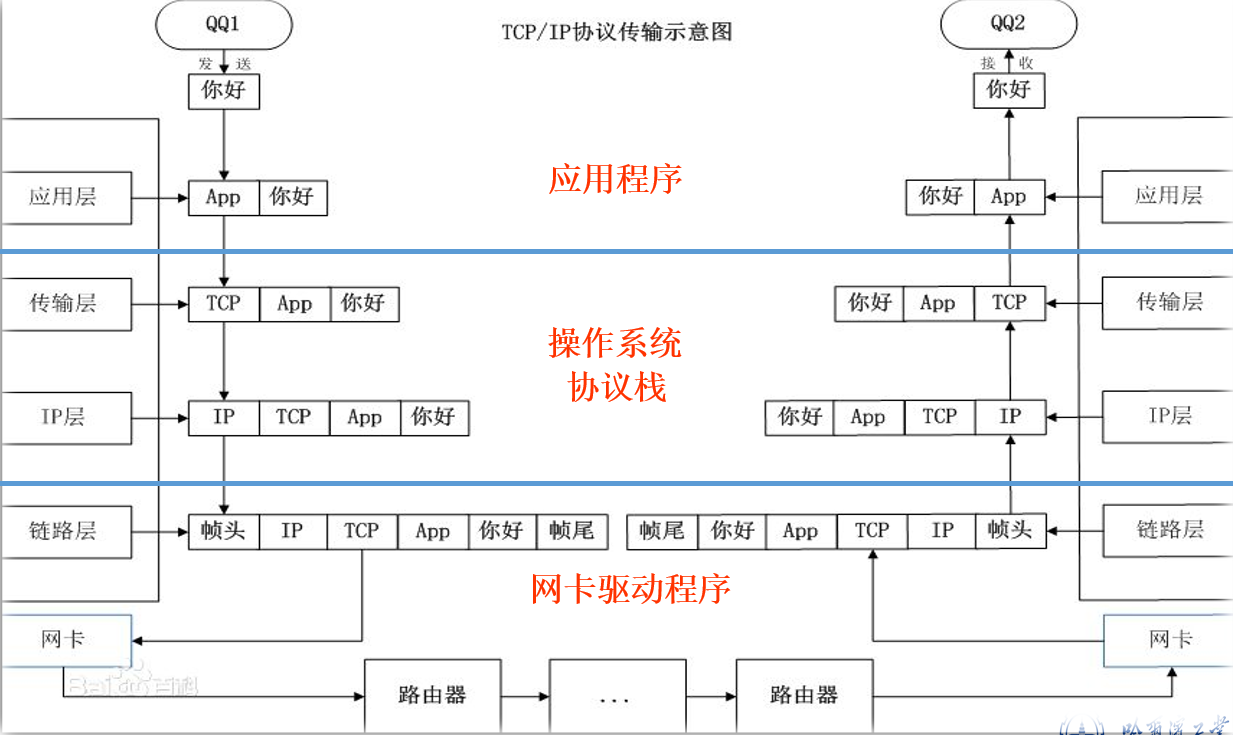 QQ1
TCP/IP协议传输示意图
QQ2
发 送
接 收
你好
你好
应用程序
应用层
App 你好
你好 App
应用层
传输层
TCP App 你好
你好 App TCP
传输层
操作系统
协议栈
IP层
IP TCP App 你好
你好 App TCP IP
IP层
链路层
帧头 IP TCP App 你好 帧尾
帧尾 你好 App TCP IP 帧头
链路层
网卡驱动程序
网卡
网卡
Bai 百科
路由器
...
路由器